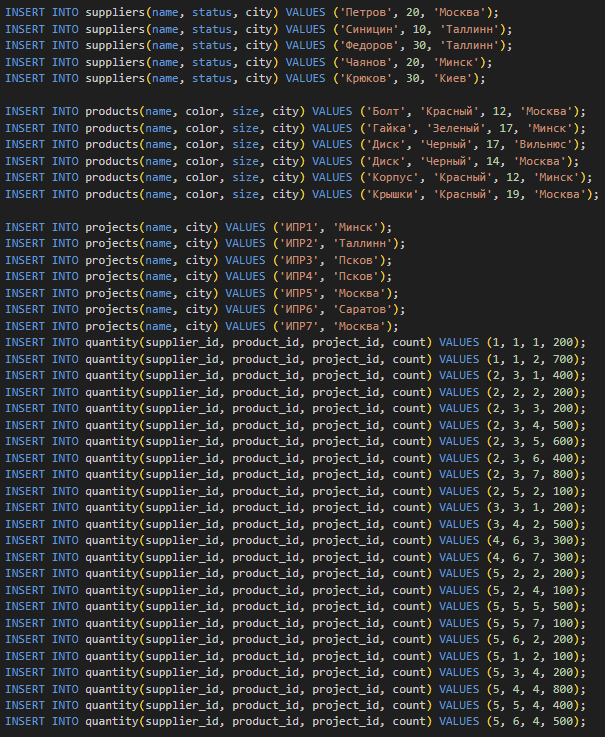 INSERT INTO suppliers(name, status, city) VALUES ('Петров', 20, 'Москва');
INSERT INTO suppliers(name, status, city) VALUES ('Синицин', 10, 'Таллинн');
INSERT INTO suppliers(name, status, city) VALUES ('Федоров', 30, 'Таллинн');
INSERT INTO suppliers(name, status, city) VALUES ('Чаянов', 20, 'Минск');
INSERT INTO suppliers(name, status, city) VALUES ('Крюков', 30, 'Киев');
INSERT INTO products(name, color, size, city) VALUES ('Болт', 'Красный', 12, 'Москва');
INSERT INTO products(name, color, size, city) VALUES ('Гайка', 'Зеленый', 17, 'Минск');
INSERT INTO products(name, color, size, city) VALUES ('Диск', 'Черный', 17, 'Вильнюс');
INSERT INTO products(name, color, size, city) VALUES ('Диск', 'Черный', 14, 'Москва');
INSERT INTO products(name, color, size, city) VALUES ('Корпус', 'Красный', 12, 'Минск');
INSERT INTO products(name, color, size, city) VALUES ('Крышки', 'Красный', 19, 'Москва');
INSERT INTO projects(name, city) VALUES ('ИПР1', 'Минск');
INSERT INTO projects(name, city) VALUES ('ИПР2', 'Таллинн');
INSERT INTO projects(name, city) VALUES ('ИПР3', 'Псков');
INSERT INTO projects(name, city) VALUES ('ИПР4', 'Псков');
INSERT INTO projects(name, city) VALUES ('ИПР5', 'Москва');
INSERT INTO projects(name, city) VALUES ('ИПР6', 'Саратов');
INSERT INTO projects(name, city) VALUES ('ИПР7', 'Москва');
INSERT INTO quantity(supplier_id, product_id, project_id, count) VALUES (1, 1, 1, 200);
INSERT INTO quantity(supplier_id, product_id, project_id, count) VALUES (1, 1, 2, 700);
INSERT INTO quantity(supplier_id, product_id, project_id, count) VALUES (2, 3, 1, 400);
INSERT INTO quantity(supplier_id, product_id, project_id, count) VALUES (2, 2, 2, 200);
INSERT INTO quantity(supplier_id, product_id, project_id, count) VALUES (2, 3, 3, 200);
INSERT INTO quantity(supplier_id, product_id, project_id, count) VALUES (2, 3, 4, 500);
INSERT INTO quantity(supplier_id, product_id, project_id, count) VALUES (2, 3, 5, 600);
INSERT INTO quantity(supplier_id, product_id, project_id, count) VALUES (2, 3, 6, 400);
INSERT INTO quantity(supplier_id, product_id, project_id, count) VALUES (2, 3, 7, 800);
INSERT INTO quantity(supplier_id, product_id, project_id, count) VALUES (2, 5, 2, 100);
INSERT INTO quantity(supplier_id, product_id, project_id, count) VALUES (3, 3, 1, 200);
INSERT INTO quantity(supplier_id, product_id, project_id, count) VALUES (3, 4, 2, 500);
INSERT INTO quantity(supplier_id, product_id, project_id, count) VALUES (4, 6, 3, 300);
INSERT INTO quantity(supplier_id, product_id, project_id, count) VALUES (4, 6, 7, 300);
INSERT INTO quantity(supplier_id, product_id, project_id, count) VALUES (5, 2, 2, 200);
INSERT INTO quantity(supplier_id, product_id, project_id, count) VALUES (5, 2, 4, 100);
INSERT INTO quantity(supplier_id, product_id, project_id, count) VALUES (5, 5, 5, 500);
INSERT INTO quantity(supplier_id, product_id, project_id, count) VALUES (5, 5, 7, 100);
INSERT INTO quantity(supplier_id, product_id, project_id, count) VALUES (5, 6, 2, 200);
INSERT INTO quantity(supplier_id, product_id, project_id, count) VALUES (5, 1, 2, 100);
INSERT INTO quantity(supplier_id, product_id, project_id, count) VALUES (5, 3, 4, 200);
INSERT INTO quantity(supplier_id, product_id, project_id, count) VALUES (5, 4, 4, 800);
INSERT INTO quantity(supplier_id, product_id, project_id, count) VALUES (5, 5, 4, 400);
INSERT INTO quantity(supplier_id, product_id, project_id, count) VALUES (5, 6, 4, 500);